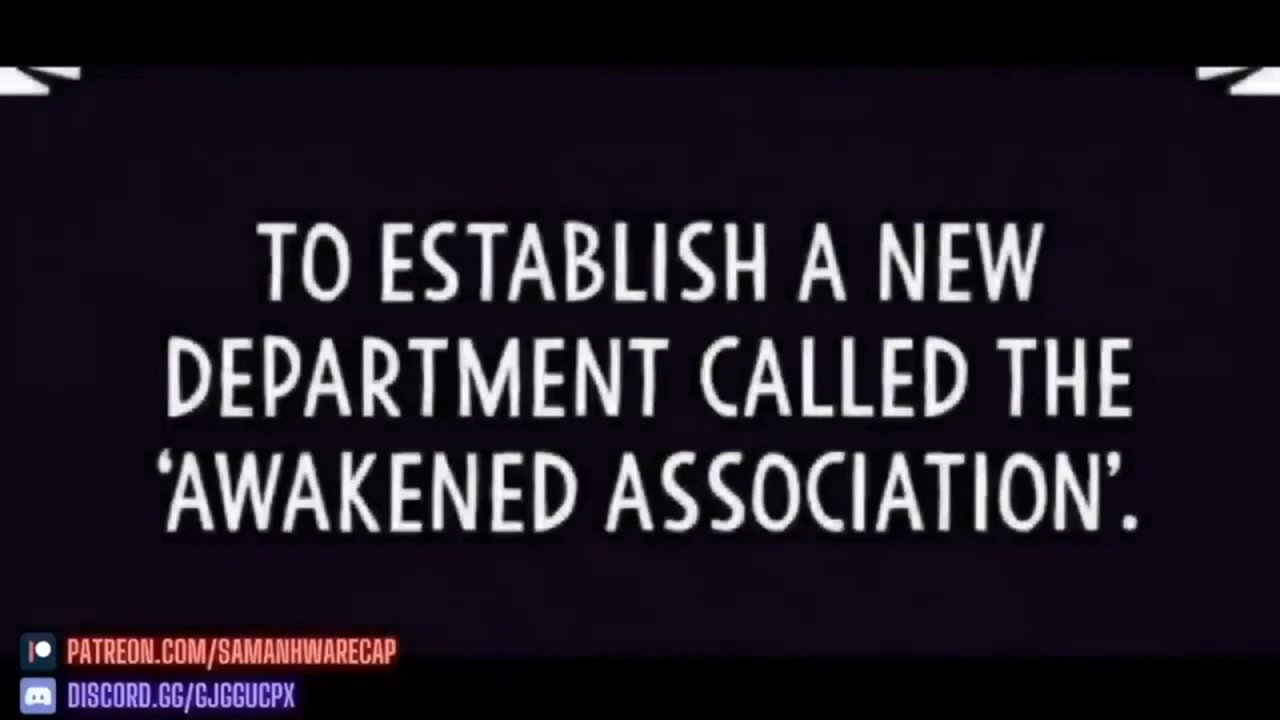 TO ESTABLISH A NEW
DEPARTMENT CALLED THE
‘AWAKENED ASSOCIATION’.
PATREON.COM/SAMANHWARECAP
DISCORD.GG/GJGGUCPX